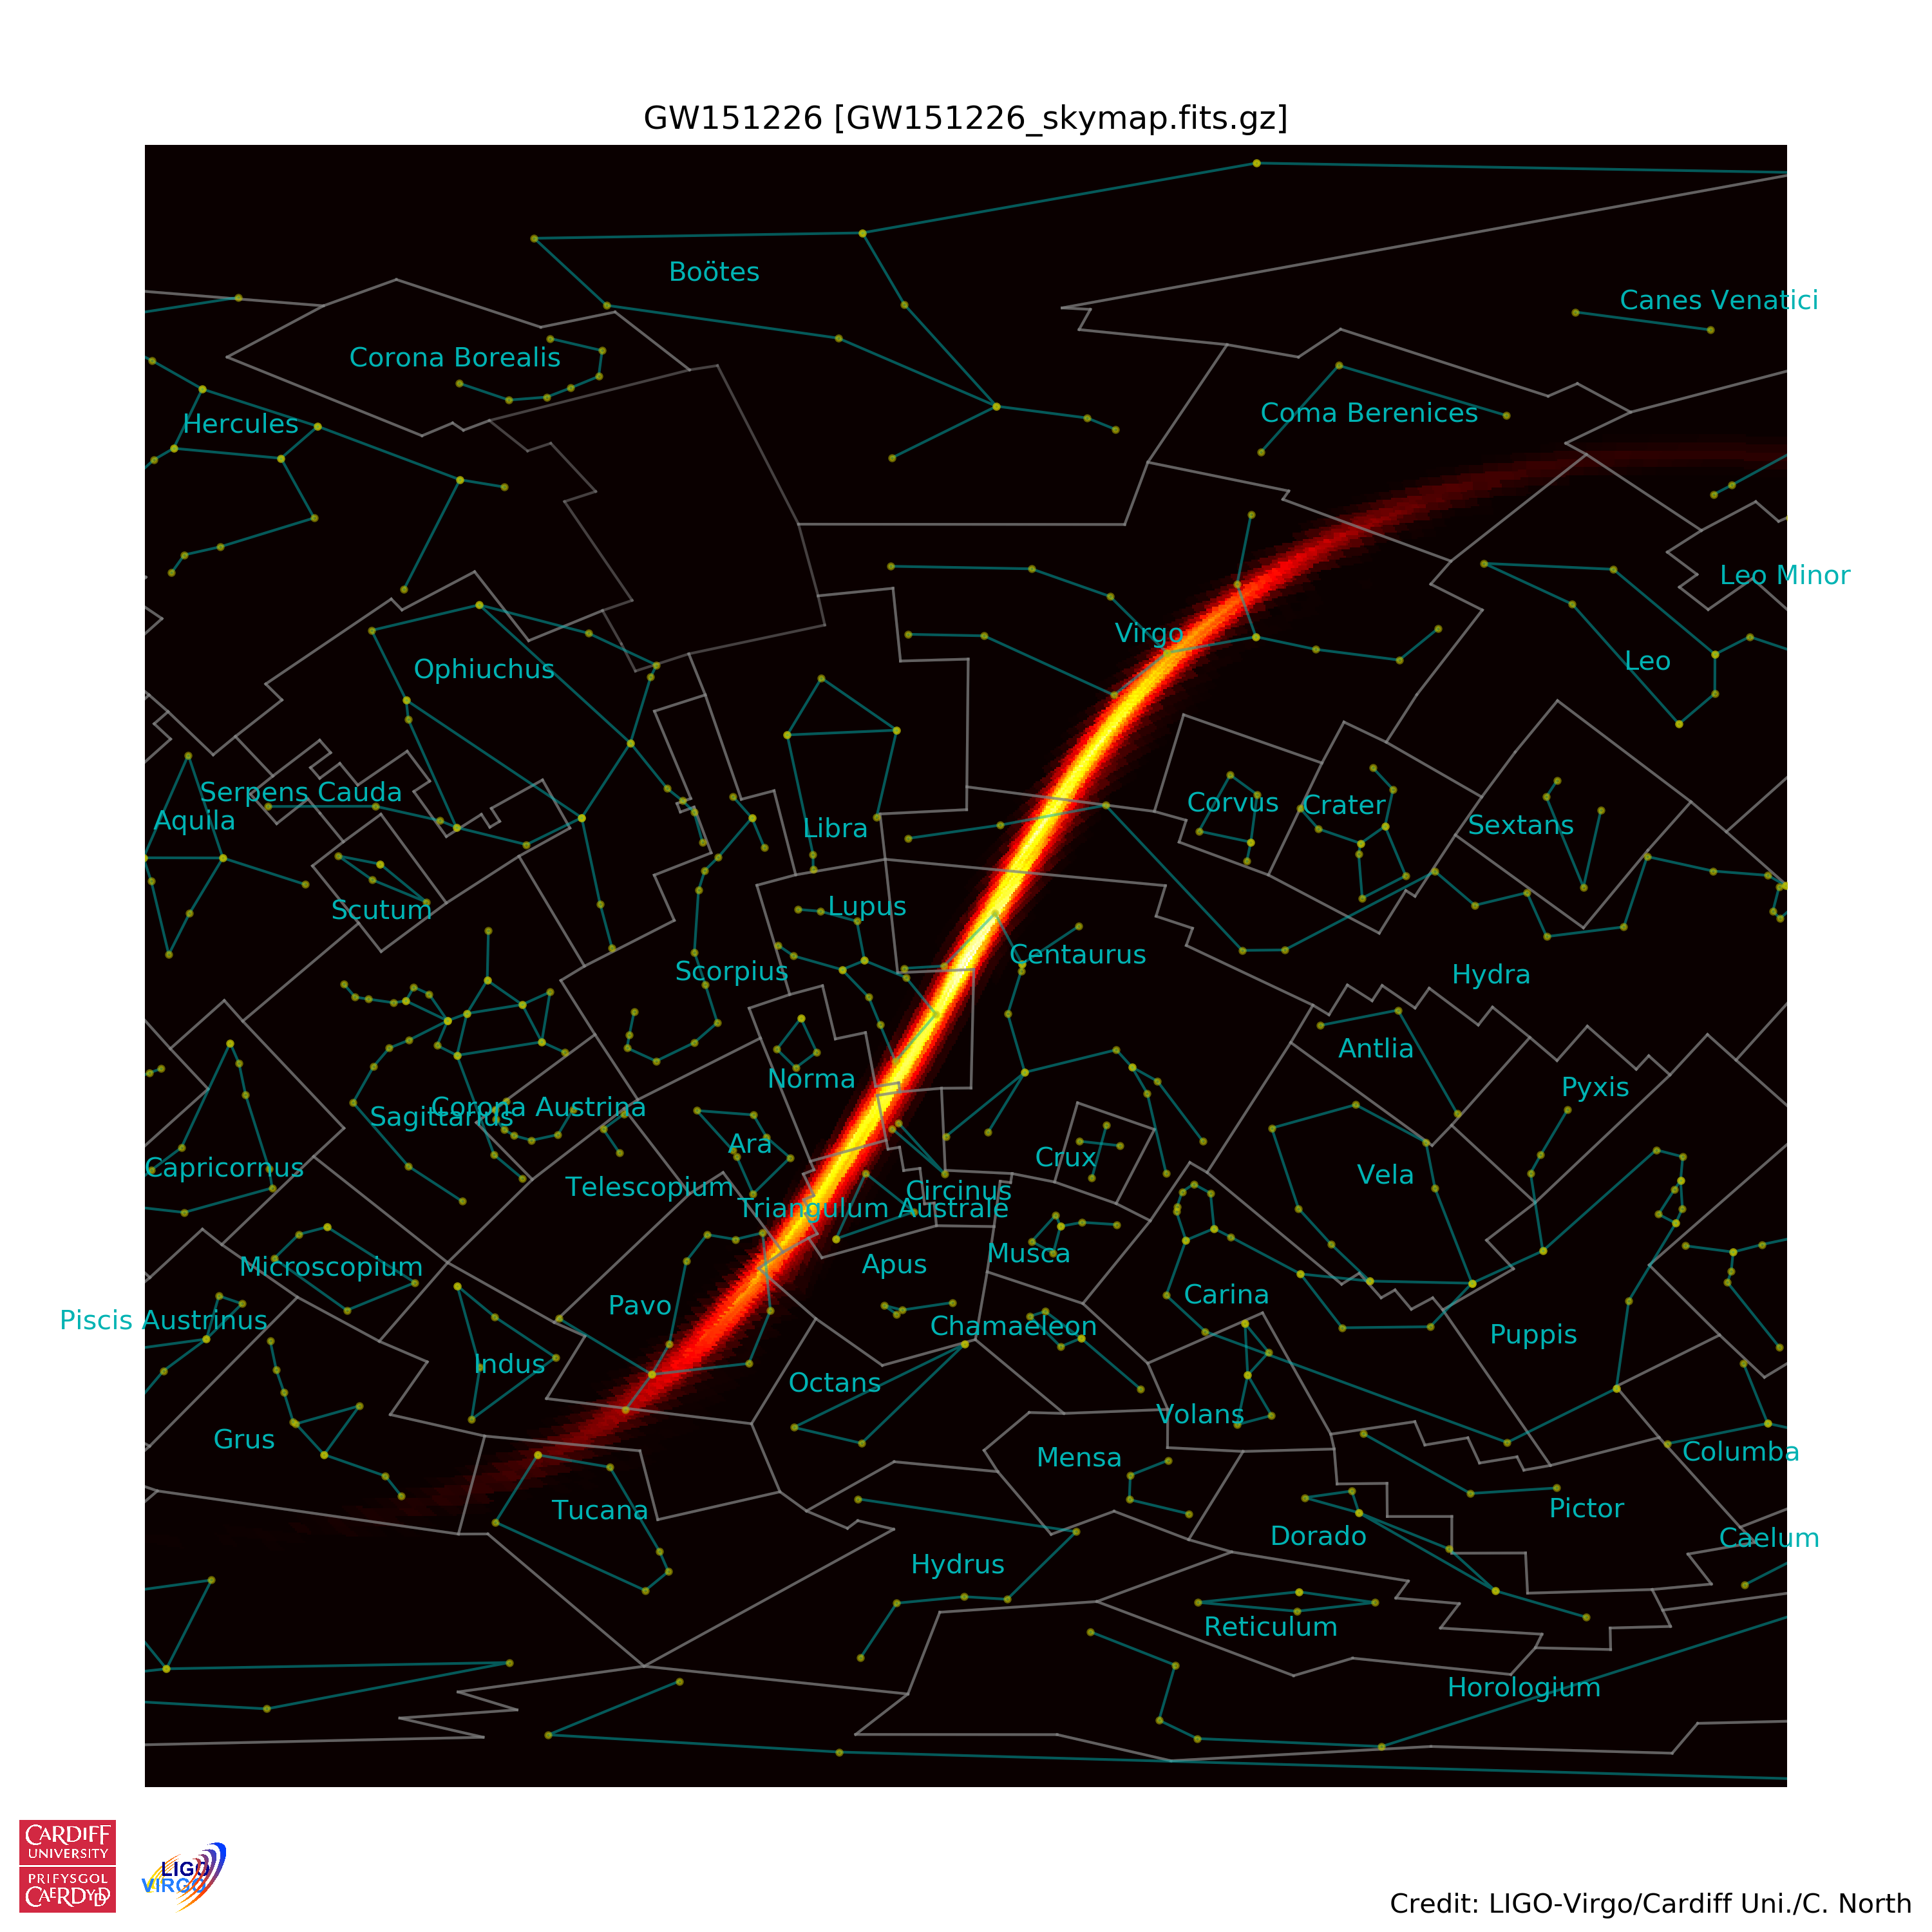 GW151226 [GW151226_skymap.fits.gz]
Boötes
Canes Venatici
Corona Borealis
Coma Berenices
Hercules
Leo Minor
Virgo
Leo
Ophiuchus
Serpens Cauda
Aquila
Libra
Corvus
Crater
Sextans
Scutum
Lupus
Centaurus
Scorpius
Hydra
Antlia
Norma
Pyxis
Corona Austrina
Sagittarius
Ara
Crux
Capricornus
Telescopium
Vela
Circinus
Triangulum Australe
Microscopium
Apus
Musca
Pavo
Carina
Piscis Austrinus
Chamaeleon
Puppis
Indus
Octans
Volans
Grus
Mensa
Columba
Tucana
Pictor
Dorado
Caelum
Hydrus
Reticulum
Horologium
CARDIFF
UNIVERSITY
PRIFYSGOL
CAERDYDD
LIGO
VIRGO
Credit: LIGO-Virgo/Cardiff Uni./C. North